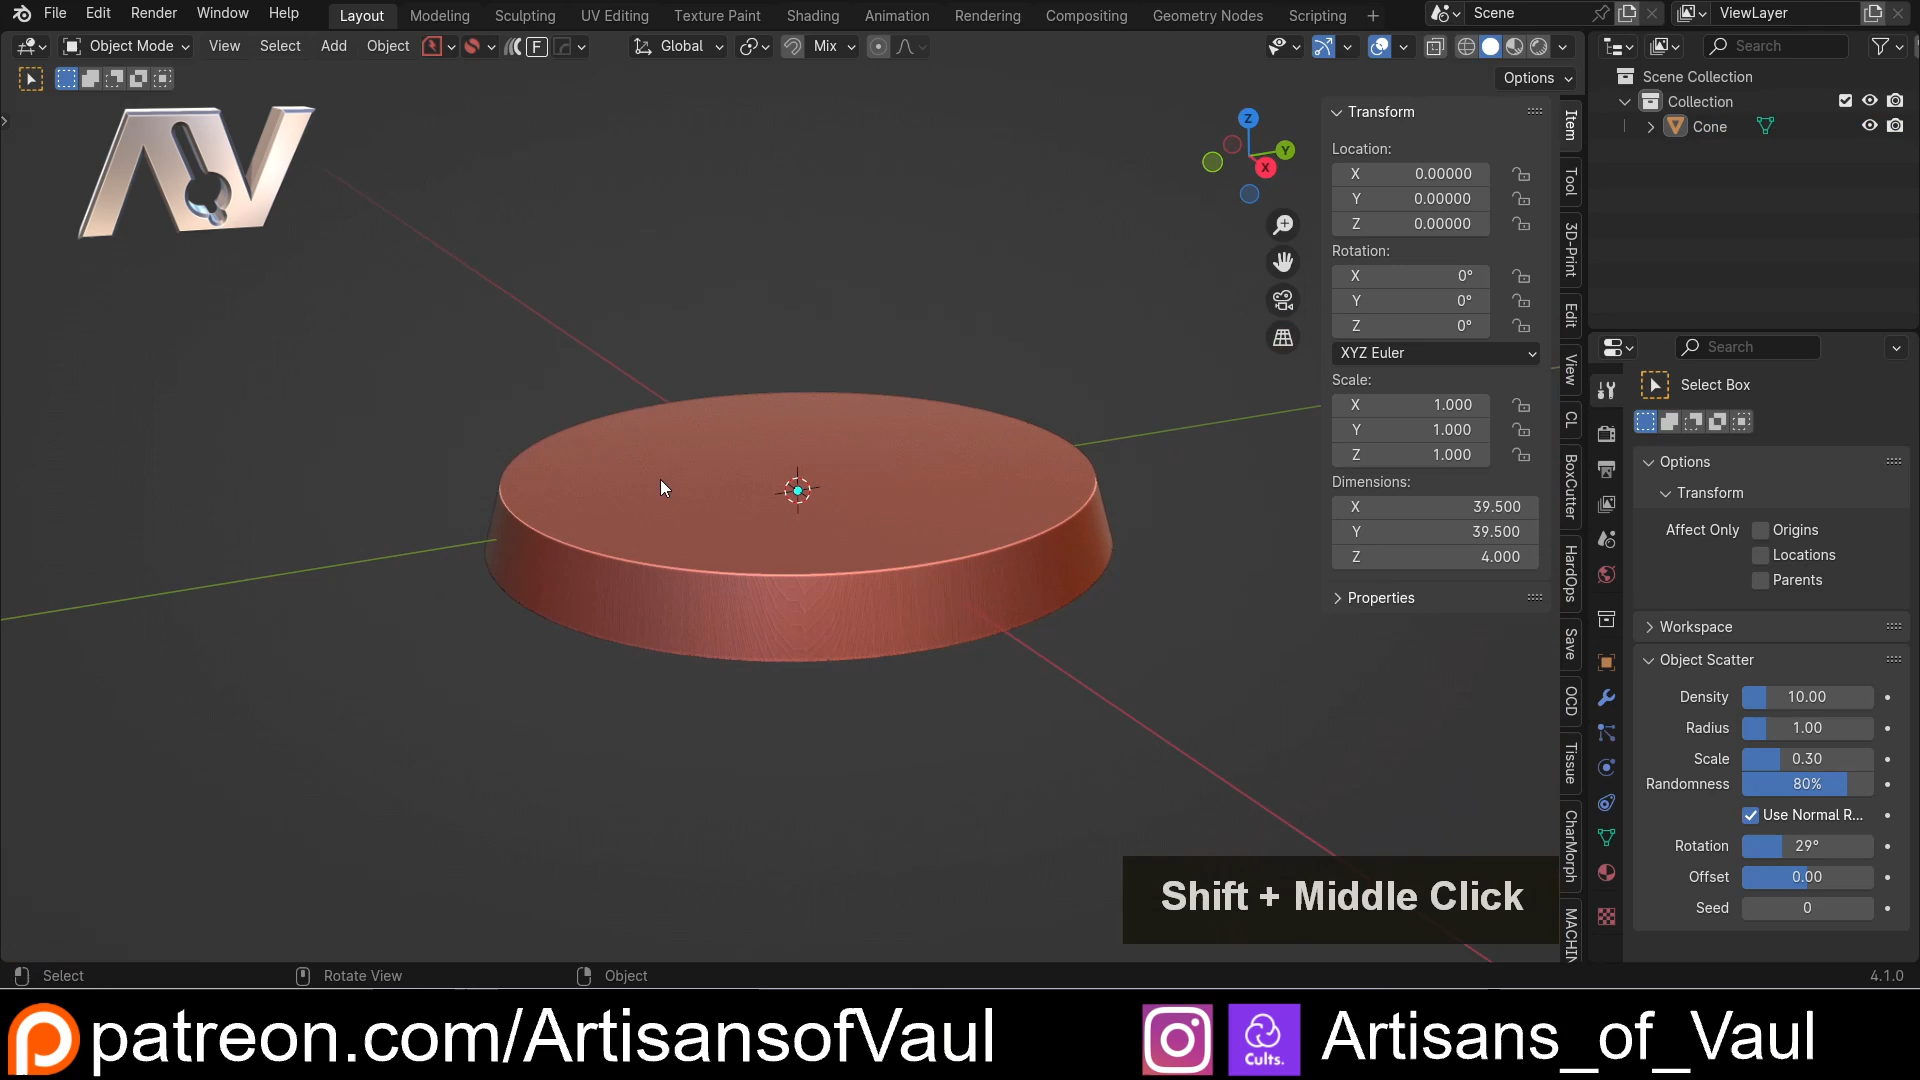 File Edit Render Window Help Layout Modeling Sculpting UV Editing Texture Paint Shading Animation Rendering Compositing Geometry Nodes Scripting + Scene ViewLayer
Object Mode View Select Add Object F Global Mix Search
Options
Scene Collection
Collection
Cone
Z
Y
X
Transform
Location:
X 0.00000
Y 0.00000
Z 0.00000
Rotation:
X 0°
Y 0°
Z 0°
XYZ Euler
Scale:
X 1.000
Y 1.000
Z 1.000
Dimensions:
X 39.500
Y 39.500
Z 4.000
Properties
Item
Tool
3D-Print
Edit
View
CL
BoxCutter
HardOps
Save
OCD
Tissue
CharMorph
MACHIN
Search
Select Box
Options
Transform
Affect Only Origins
Locations
Parents
Workspace
Object Scatter
Density 10.00
Radius 1.00
Scale 0.30
Randomness 80%
Use Normal R...
Rotation 29°
Offset 0.00
Seed 0
Shift + Middle Click
Select Rotate View Object 4.1.0
patreon.com/ArtisansofVaul Cults. Artisans_of_Vaul